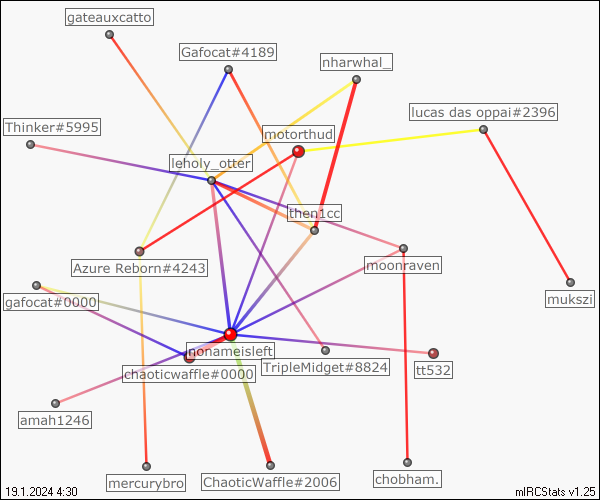 gateauxcatto
Gafocat#4189
nharwhal_
lucas das oppai#2396
Thinker#5995
motorthud
leholy_otter
then1cc
moonraven
Azure Reborn#4243
gafocat#0000
mukszi
nonameisleft
chaoticwaffle#0000
TripleMidget#8824
tt532
amah1246
mercurybro
ChaoticWaffle#2006
chobham.
19.1.2024 4:30
mIRCStats v1.25